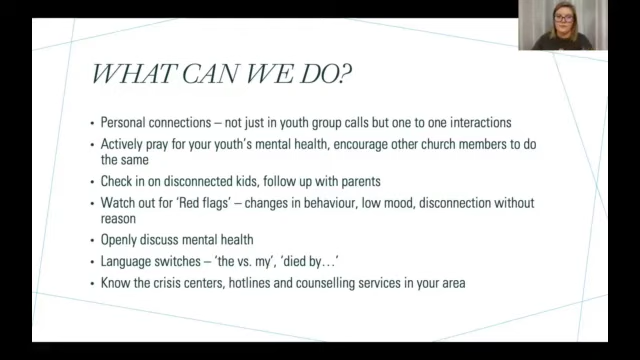 WHAT CAN WE DO?
• Personal connections – not just in youth group calls but one to one interactions
• Actively pray for your youth's mental health, encourage other church members to do
the same
• Check in on disconnected kids, follow up with parents
• Watch out for 'Red flags' – changes in behaviour, low mood, disconnection without
reason
• Openly discuss mental health
• Language switches – 'the vs. my', 'died by…'
• Know the crisis centers, hotlines and counselling services in your area